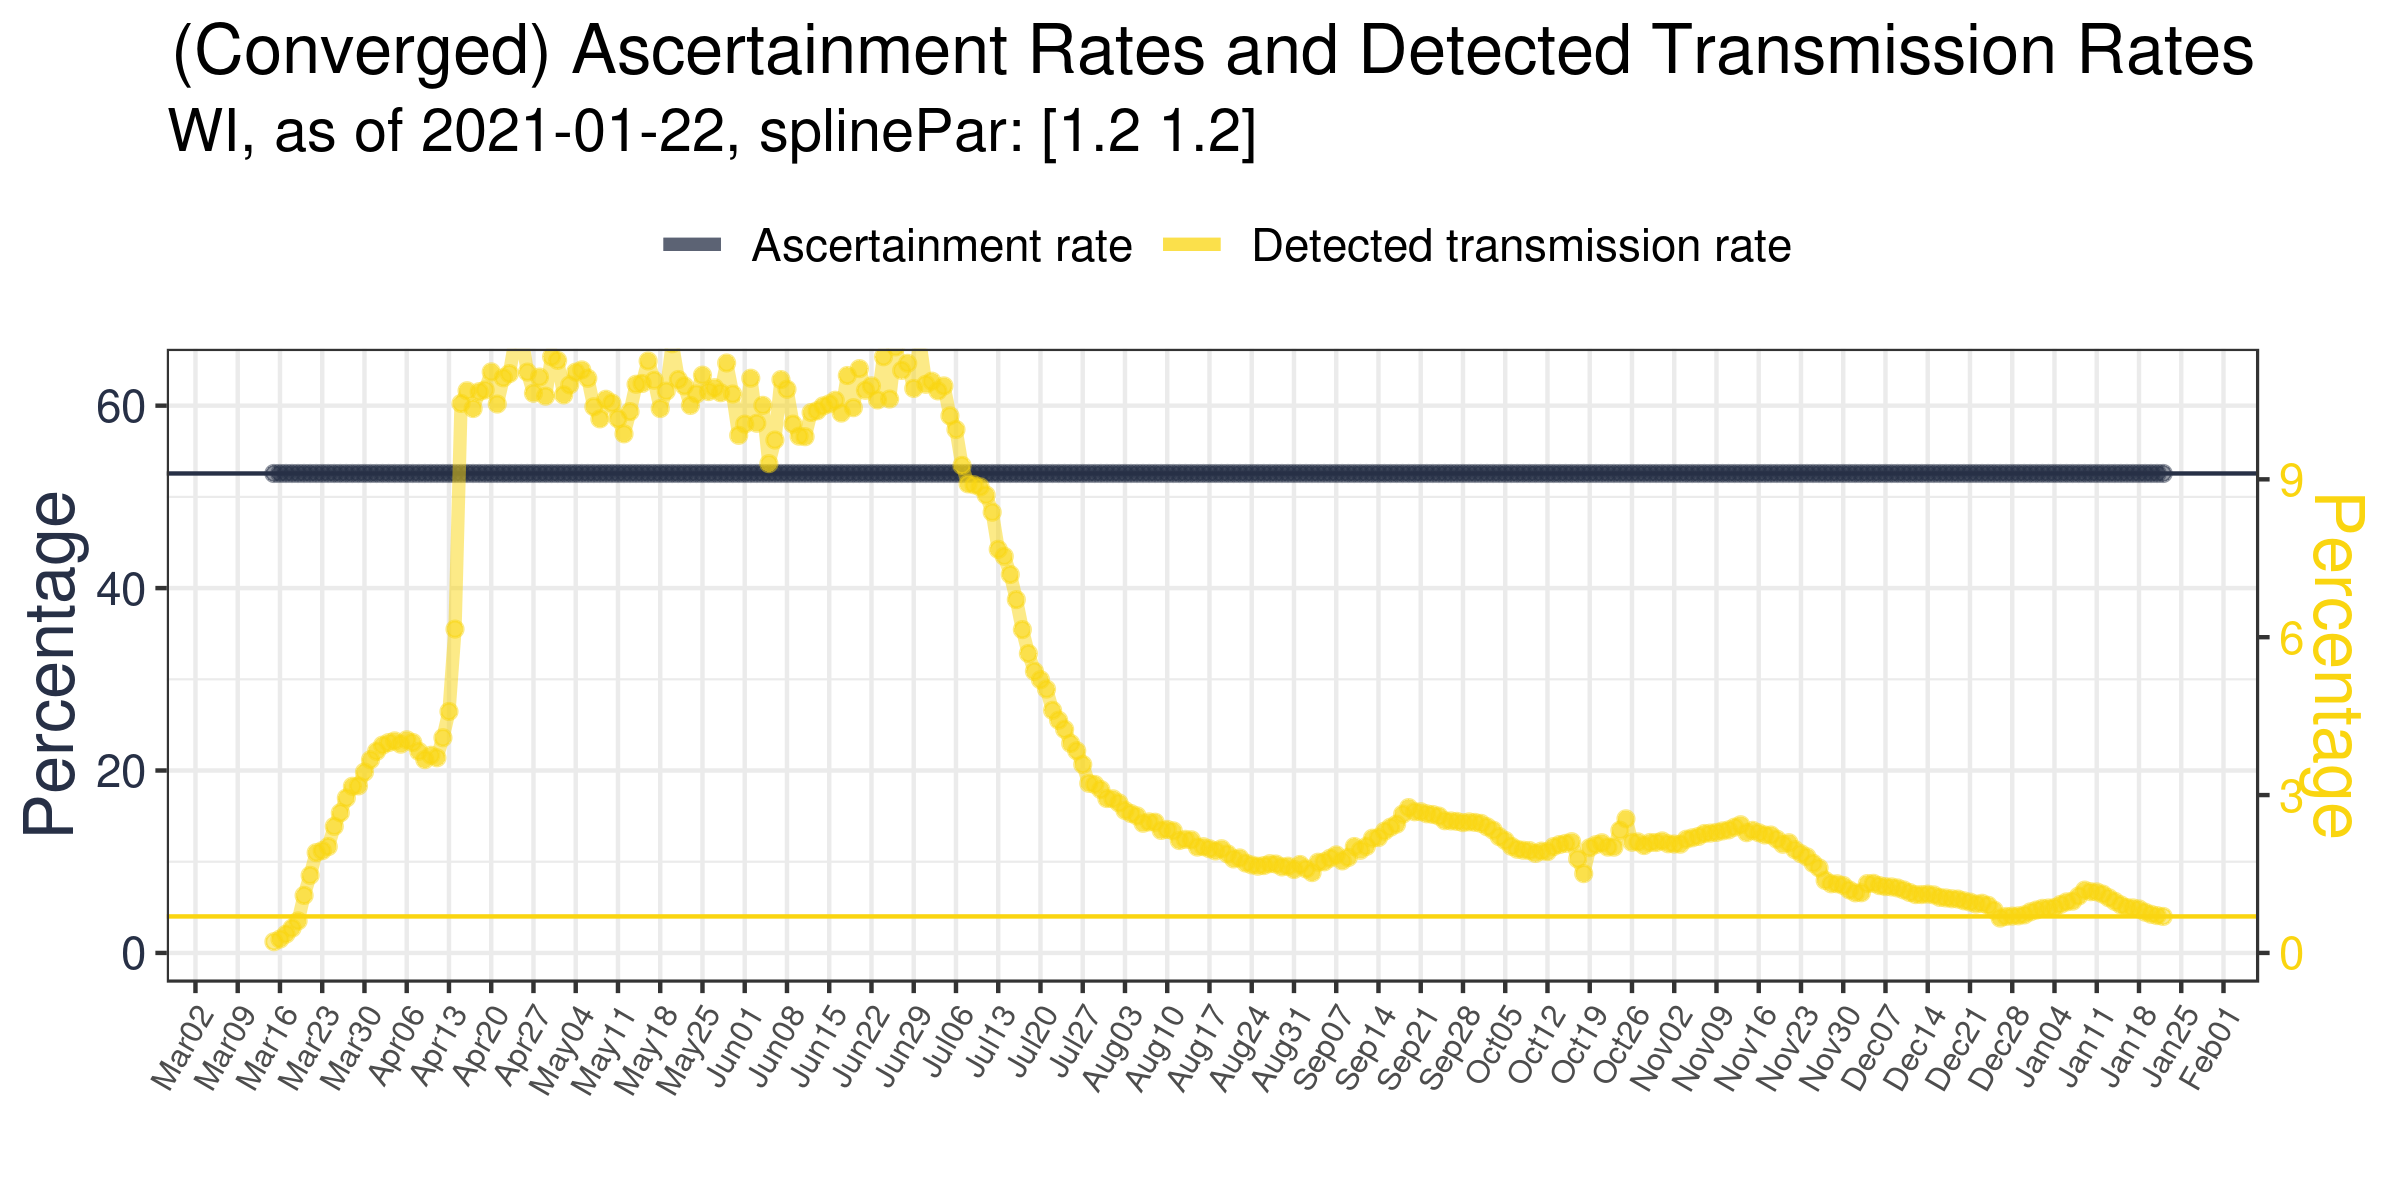 (Converged) Ascertainment Rates and Detected Transmission Rates
WI, as of 2021-01-22, splinePar: [1.2 1.2]
Ascertainment rate Detected transmission rate
Percentage
60
40
20
0
9
6
3
0
Percentage
Mar02 Mar09 Mar16 Mar23 Mar30 Apr06 Apr13 Apr20 Apr27 May04 May11 May18 May25 Jun01 Jun08 Jun15 Jun22 Jun29 Jul06 Jul13 Jul20 Jul27 Aug03 Aug10 Aug17 Aug24 Aug31 Sep07 Sep14 Sep21 Sep28 Oct05 Oct12 Oct19 Oct26 Nov02 Nov09 Nov16 Nov23 Nov30 Dec07 Dec14 Dec21 Dec28 Jan04 Jan11 Jan18 Jan25 Feb01